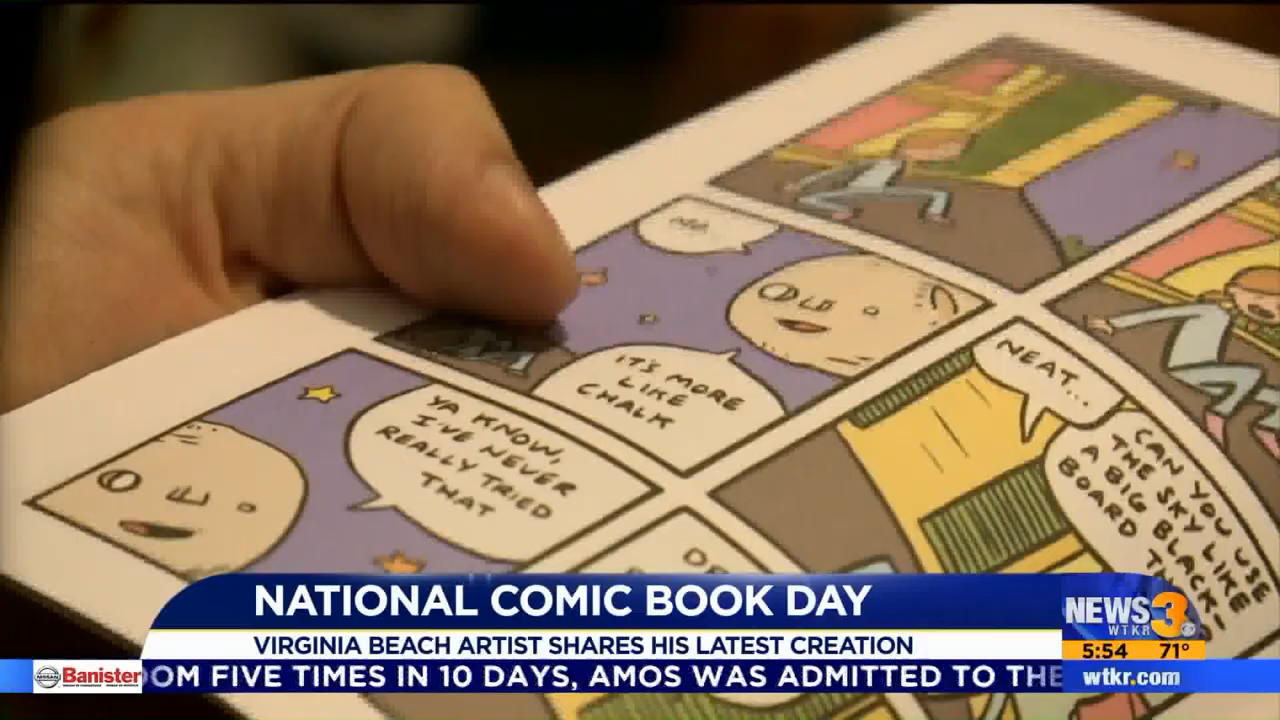 NO.
IT'S MORE
LIKE
CHALK
YA KNOW,
I'VE NEVER
REALLY TRIED
THAT
NEAT...
CAN YOU USE
THE SKY LIKE
A BIG BLACK
BOARD
NATIONAL COMIC BOOK DAY
VIRGINIA BEACH ARTIST SHARES HIS LATEST CREATION
NEWS 3
WTKR
5:54 71°
NISSAN Banister
OM FIVE TIMES IN 10 DAYS, AMOS WAS ADMITTED TO THE
wtkr.com